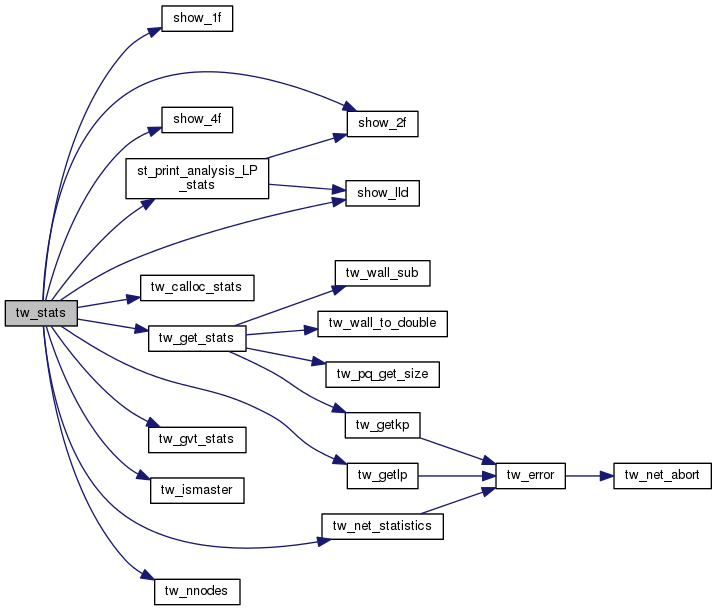 show_1f
show_4f
show_2f
st_print_analysis_LP
_stats
show_lld
tw_wall_sub
tw_calloc_stats
tw_stats
tw_wall_to_double
tw_get_stats
tw_pq_get_size
tw_getkp
tw_gvt_stats
tw_getlp
tw_error
tw_net_abort
tw_ismaster
tw_net_statistics
tw_nnodes